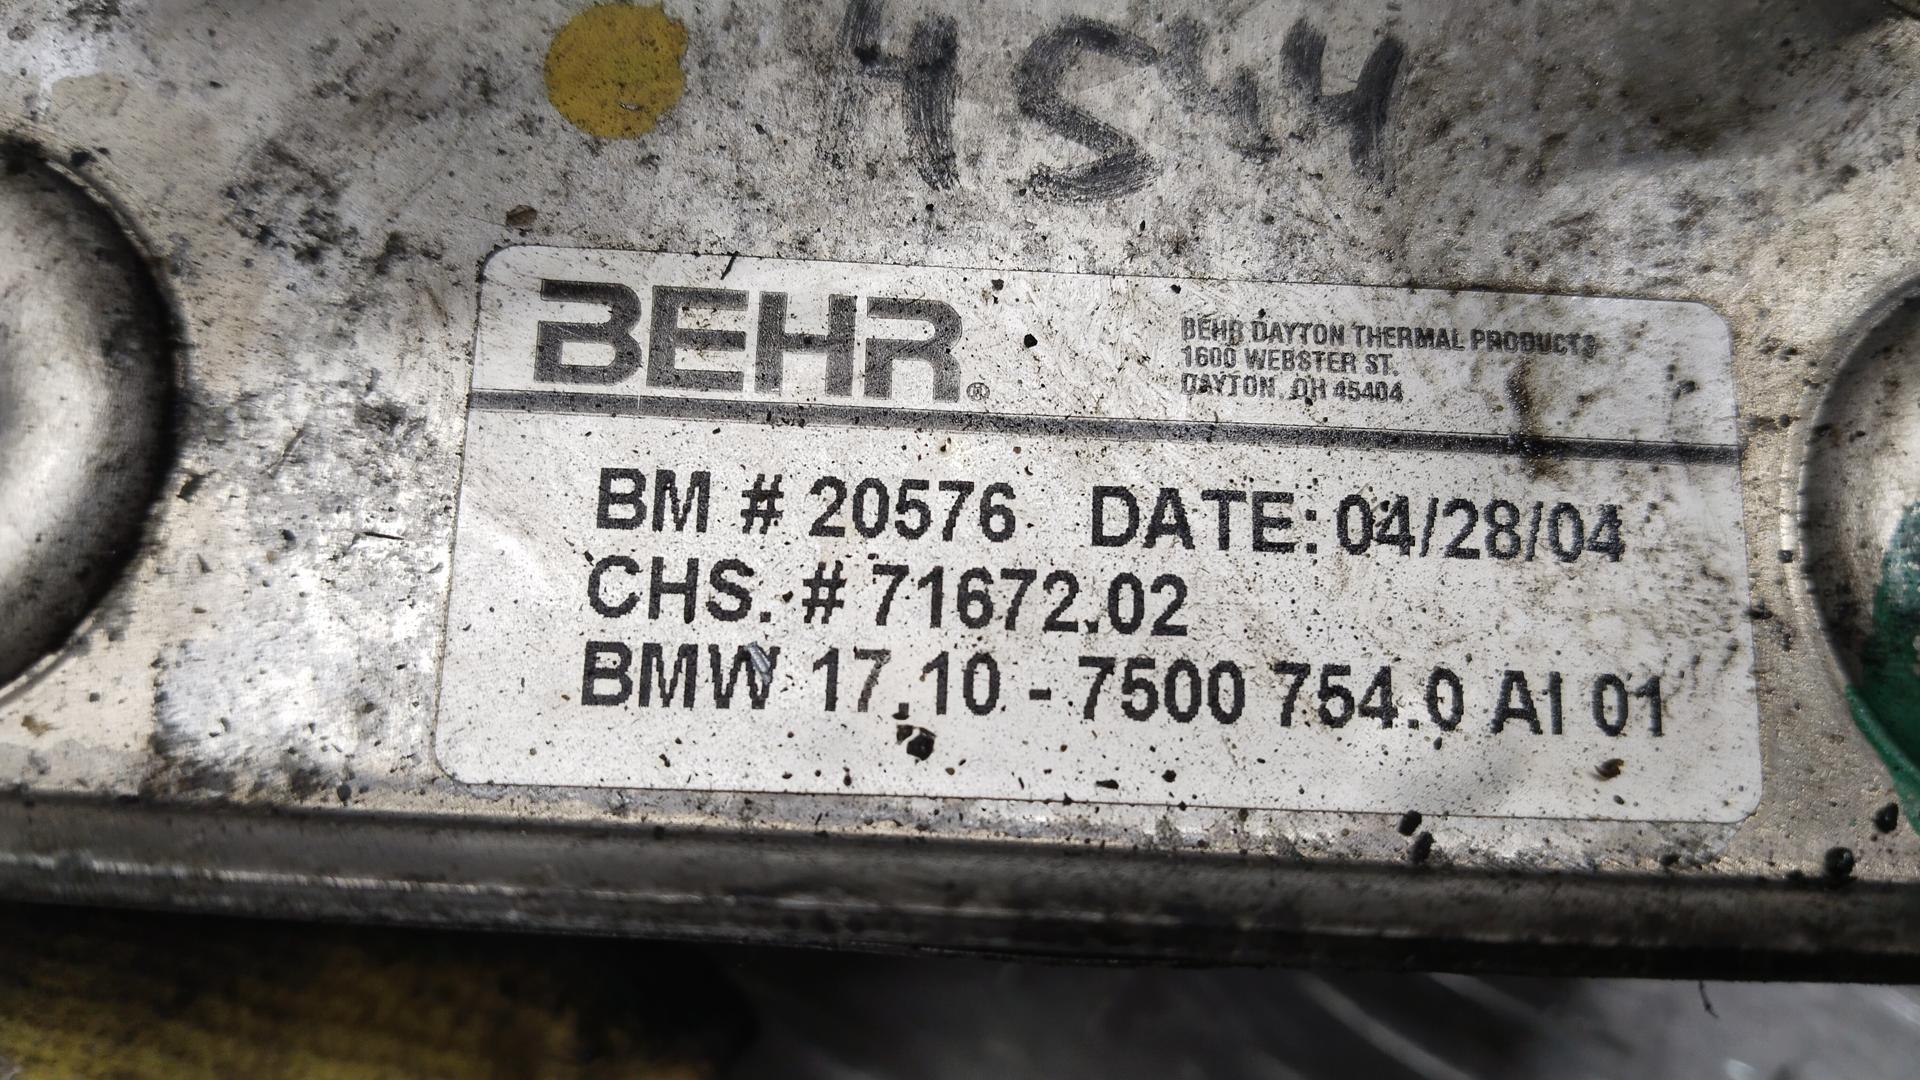 4544
BEHR®
BEHR DAYTON THERMAL PRODUCTS
1600 WEBSTER ST.
DAYTON, OH 45404
BM # 20576 DATE: 04/28/04
CHS. # 71672.02
BMW 17.10 - 7500 754.0 AI 01